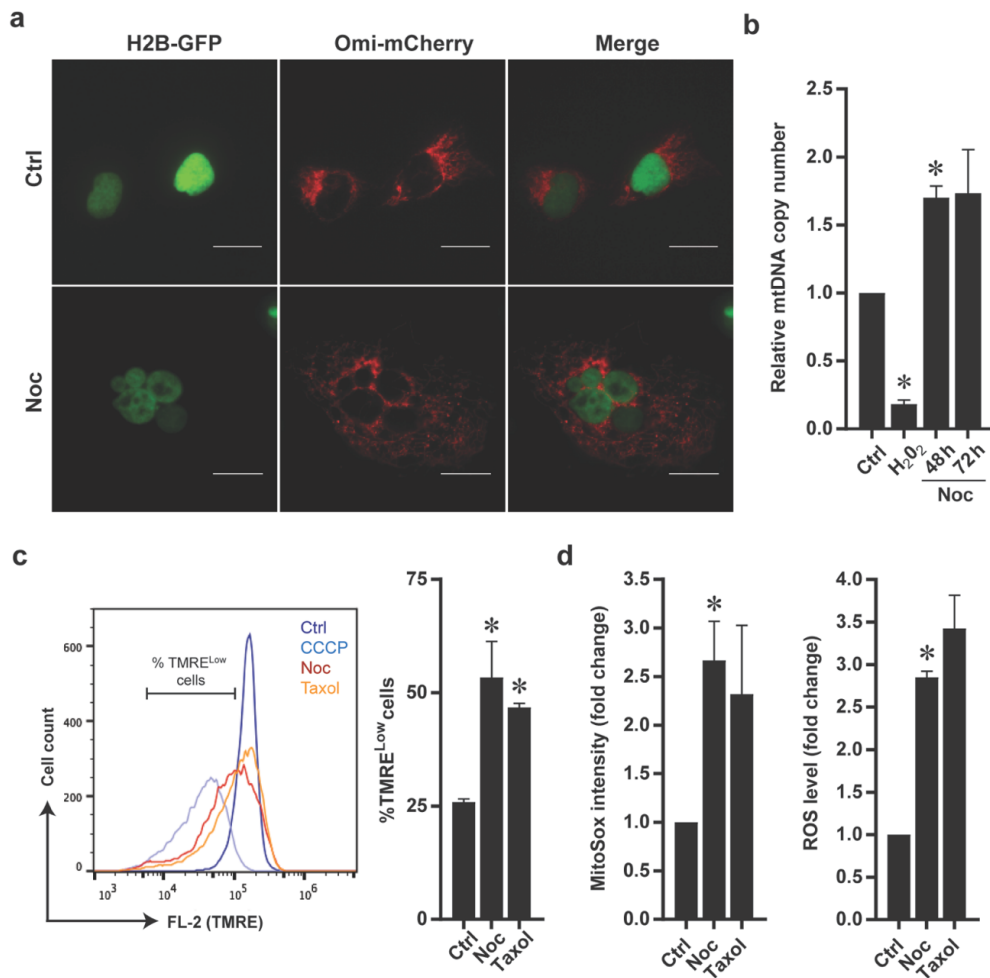 a
H2B-GFP Omi-mCherry Merge
Ctrl
Noc
b
Relative mtDNA copy number
2.5
2.0
1.5
1.0
0.5
0.0
*
*
Ctrl H₂0₂ 48h 72h
Noc
c
Cell count
600
400
200
0
% TMRE^Low
cells
Ctrl
CCCP
Noc
Taxol
10³ 10⁴ 10⁵ 10⁶
FL-2 (TMRE)
%TMRE^Low cells
75
50
25
0
*
*
Ctrl Noc Taxol
d
MitoSox intensity (fold change)
3.5
3.0
2.5
2.0
1.5
1.0
0.5
0.0
*
Ctrl Noc Taxol
ROS level (fold change)
4.0
3.5
3.0
2.5
2.0
1.5
1.0
0.5
0.0
*
Ctrl Noc Taxol